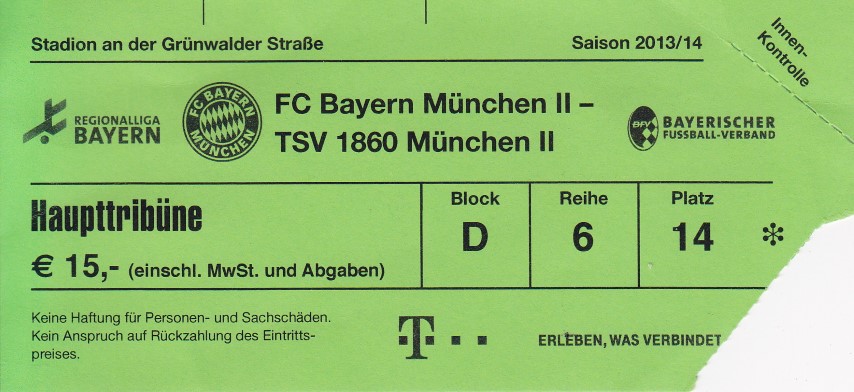 Stadion an der Grünwalder Straße
Saison 2013/14
Innen-
Kontrolle
REGIONALLIGA
BAYERN
FC BAYERN
MÜNCHEN
FC Bayern München II –
TSV 1860 München II
BFV
BAYERISCHER
FUSSBALL-VERBAND
Haupttribüne
€ 15,- (einschl. MwSt. und Abgaben)
Block
D
Reihe
6
Platz
14 *
Keine Haftung für Personen- und Sachschäden.
Kein Anspruch auf Rückzahlung des Eintritts-
preises.
T
ERLEBEN, WAS VERBINDET